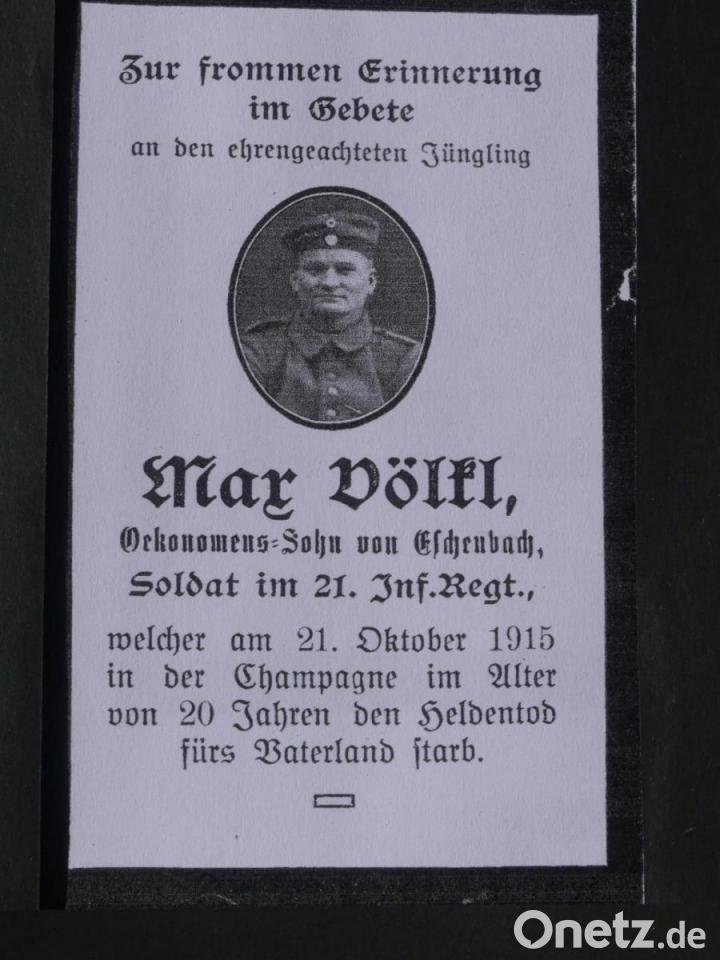 Zur frommen Erinnerung
im Gebete
an den ehrengeachteten Jüngling
Max Völkl,
Oekonomens-Sohn von Eschenbach,
Soldat im 21. Inf.Regt.,
welcher am 21. Oktober 1915
in der Champagne im Alter
von 20 Jahren den Heldentod
fürs Vaterland starb.
Onetz.de